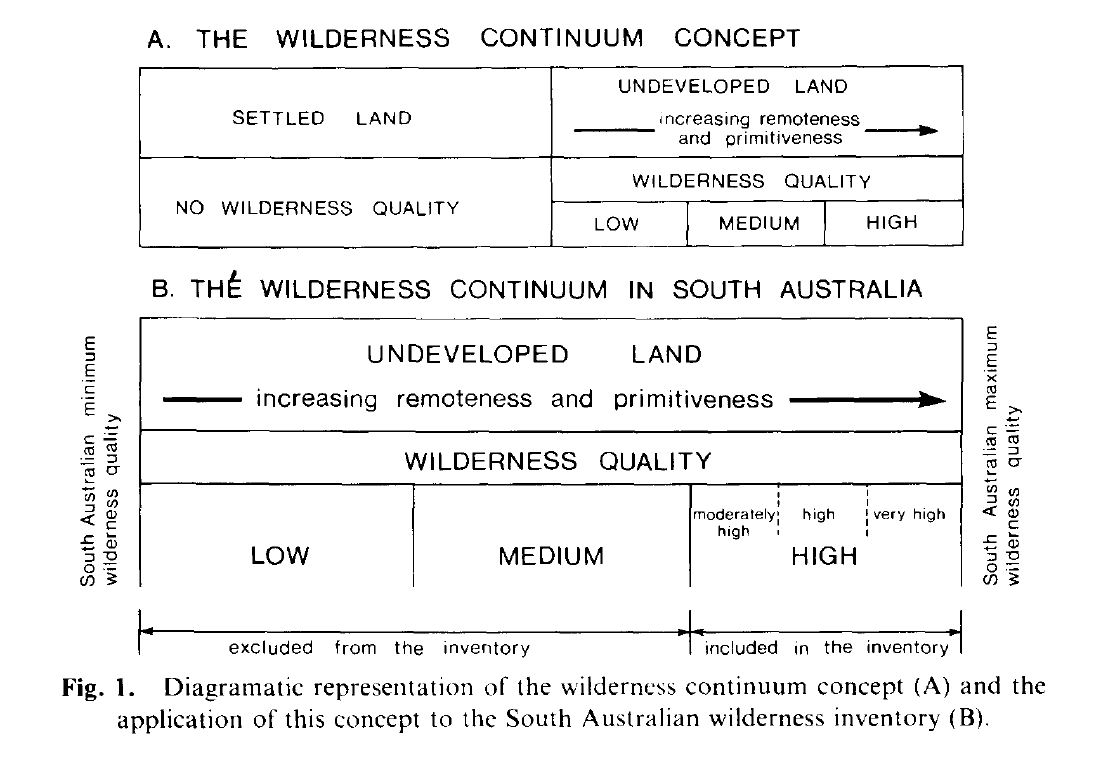 A. THE WILDERNESS CONTINUUM CONCEPT
SETTLED LAND
UNDEVELOPED LAND
increasing remoteness
and primitiveness
NO WILDERNESS QUALITY
WILDERNESS QUALITY
LOW
MEDIUM
HIGH
B. THÉ WILDERNESS CONTINUUM IN SOUTH AUSTRALIA
South Australian minimum
wilderness quality
UNDEVELOPED LAND
increasing remoteness and primitiveness
WILDERNESS QUALITY
LOW
MEDIUM
moderately
high
high
very high
HIGH
South Australian maximum
wilderness quality
excluded from the inventory
included in the inventory
Fig. 1. Diagramatic representation of the wilderness continuum concept (A) and the
application of this concept to the South Australian wilderness inventory (B).